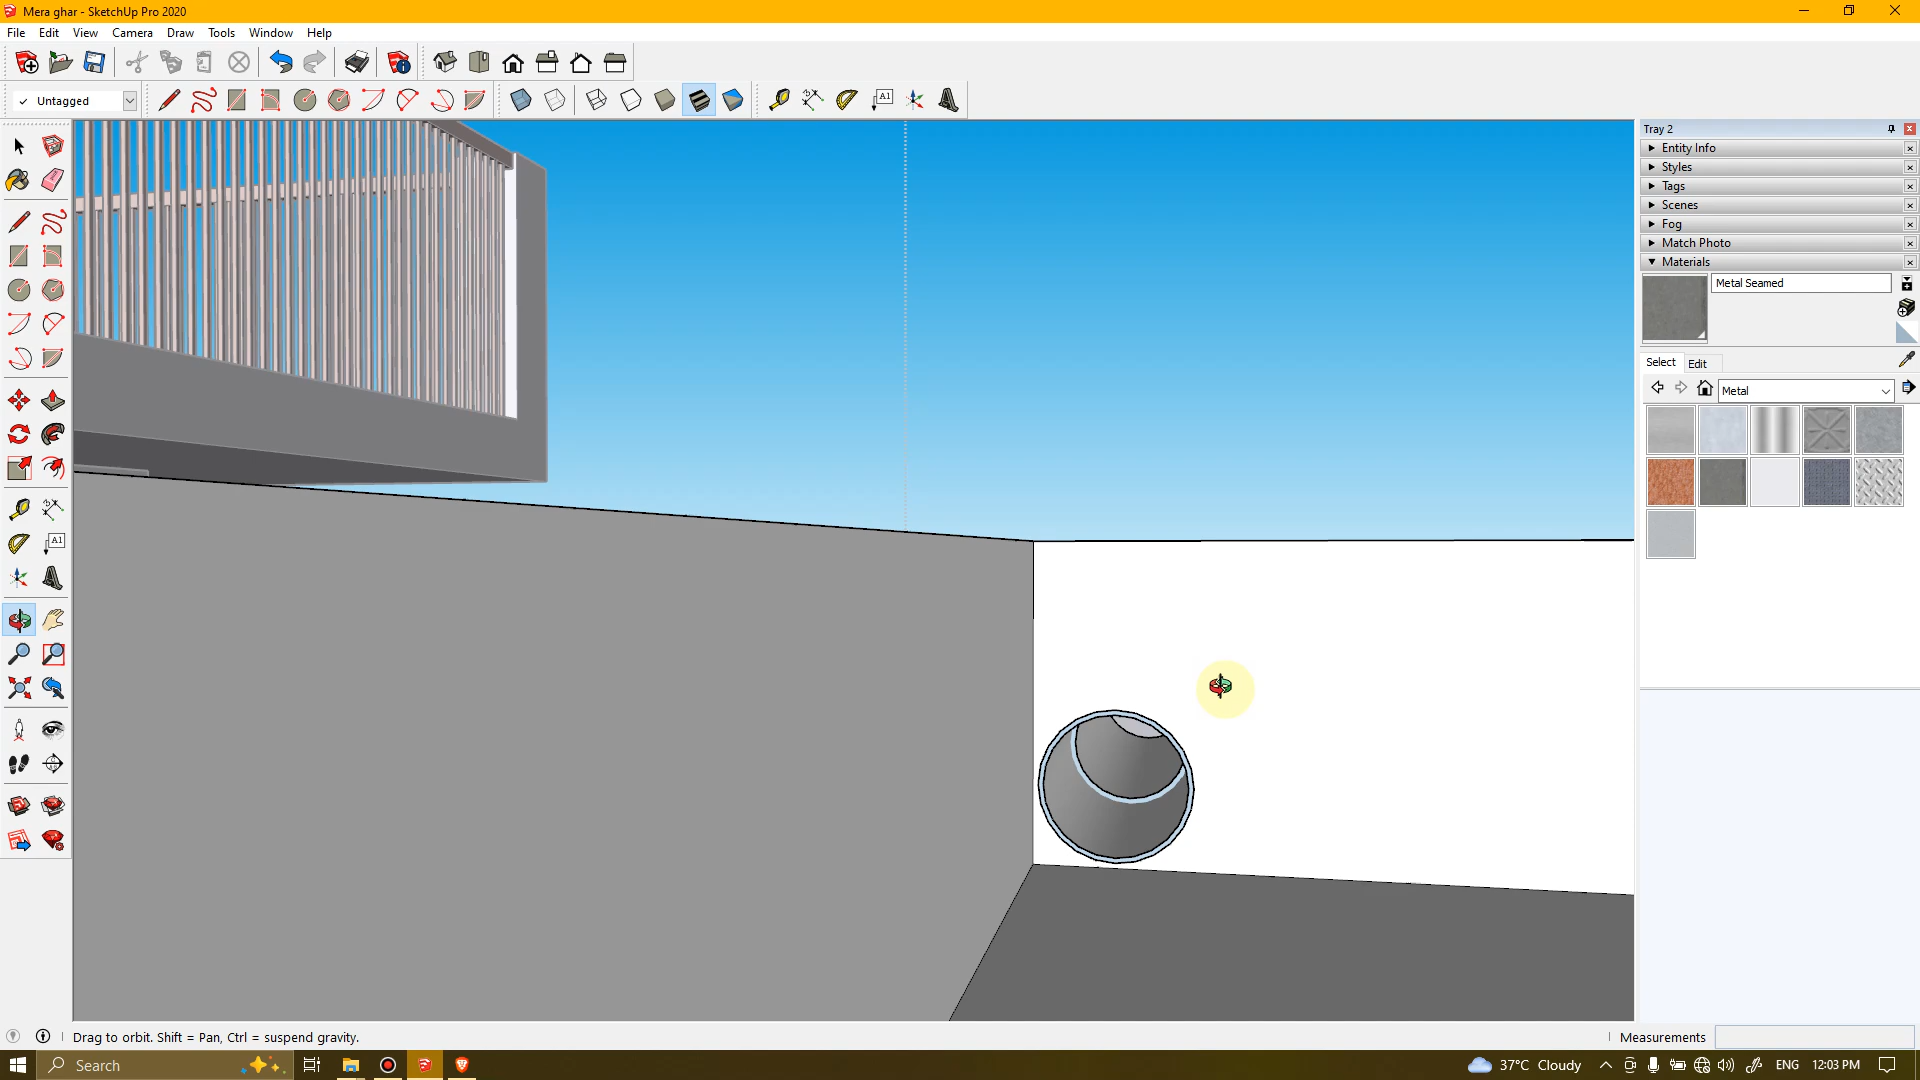 Mera ghar - SketchUp Pro 2020
File Edit View Camera Draw Tools Window Help
Untagged
A1
Tray 2
Entity Info
Styles
Tags
Scenes
Fog
Match Photo
Materials
Metal Seamed
Select Edit
Metal
A1
Drag to orbit. Shift = Pan, Ctrl = suspend gravity.
Measurements
Search
37°C Cloudy
ENG
12:03 PM